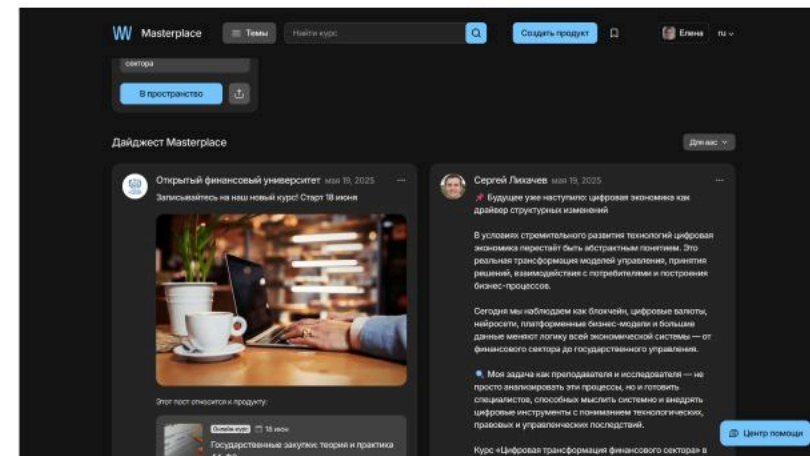 Masterplace
Темы
Найти курс
Создать продукт
Елена
ru
сектора
В пространство
Дайджест Masterplace
Для вас
Открытый финансовый университет мая 19, 2025
Записывайтесь на наш новый курс! Старт 18 июня
Этот пост относится к продукту:
Онлайн-курс 18 июн
Государственные закупки: теория и практика
44-ФЗ
Сергей Лихачев мая 19, 2025
📌 Будущее уже наступило: цифровая экономика как
драйвер структурных изменений
В условиях стремительного развития технологий цифровая
экономика перестаёт быть абстрактным понятием. Это
реальная трансформация моделей управления, принятия
решений, взаимодействия с потребителями и построения
бизнес-процессов.
Сегодня мы наблюдаем как блокчейн, цифровые валюты,
нейросети, платформенные бизнес-модели и большие
данные меняют логику всей экономической системы — от
финансового сектора до государственного управления.
🔍 Моя задача как преподавателя и исследователя — не
просто анализировать эти процессы, но и готовить
специалистов, способных мыслить системно и внедрять
цифровые инструменты с пониманием технологических,
правовых и управленческих последствий.
Курс «Цифровая трансформация финансового сектора» в
Центр помощи